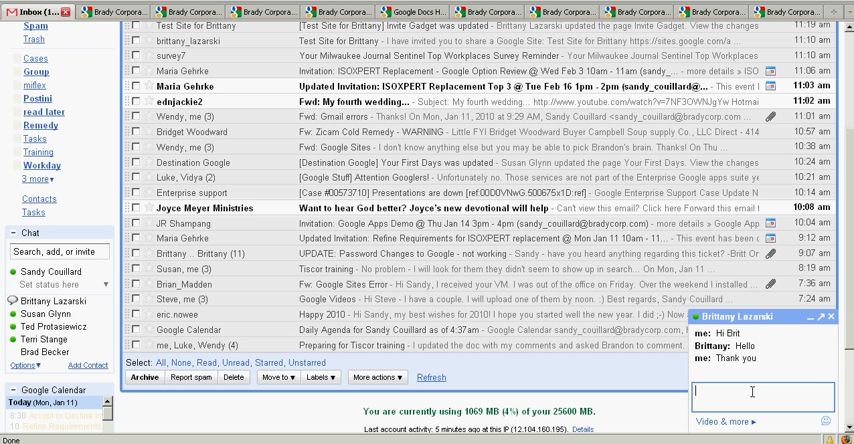 Inbox (1...
Brady Corpora...
Brady Corpora...
Brady Corpora...
Brady Corpora...
Google Docs H...
Brady Corpora...
Brady Corpora...
Brady Corpora...
Brady Corpora...
Brady Corpora...
Spam
Trash
Cases
Group
miflex
Postini
read later
Remedy
Tasks
Training
Workday
3 more▼
Contacts
Tasks
Chat
Search, add, or invite
Sandy Couillard
Set status here
Brittany Lazarski
Susan Glynn
Ted Protasiewicz
Terri Stange
Brad Becker
Options▼ Add Contact
Google Calendar
Today (Mon, Jan 11)
8:30 Accept or Decline
10 Refine Requirements
Test Site for Brittany [Test Site for Brittany] Invite Gadget was updated - Brittany Lazarski updated the page Invite Gadget. View the changes 11:19 am
brittany_lazarski Test Site for Brittany - I have invited you to share a Google Site: Test Site for Brittany https://sites.google.com/a... 11:10 am
survey7 Your Milwaukee Journal Sentinel Top Workplaces Survey Reminder - Your Milwaukee Journal Sentinel Top Workplaces 11:10 am
Maria Gehrke Invitation: ISOXPERT Replacement - Google Option Review @ Wed Feb 3 10am - 11am (sandy_... - more details » ISO 11:06 am
Maria Gehrke Updated Invitation: ISOXPERT Replacement Top 3 @ Tue Feb 16 1pm - 2pm (sandy_couillard@... - This event 11:03 am
ednjackie2 Fwd: My fourth wedding... - Subject: My fourth wedding... http://www.youtube.com/watch?v=7NF3OWNJgYw Hotmai 11:02 am
Wendy, me (3) Fwd: Gmail errors - Thanks! On Mon, Jan 11, 2010 at 9:29 AM, Sandy Couillard <sandy_couillard@bradycorp.com ... 11:01 am
Bridget Woodward Fw: Zicam Cold Remedy - WARNING - Little FYI Bridget Woodward Buyer Campbell Soup supply Co., LLC Direct - 414 10:57 am
Wendy, me (3) Fwd: Google Sites - I don't know anything else but you may be able to pick Brandon's brain. Thanks! On Thu, 10:38 am
Destination Google [Destination Google] Your First Days was updated - Susan Glynn updated the page Your First Days. View the changes 10:24 am
Luke, Vidya (2) [Google Stuff] Attention Googlers! - Unfortunately no. Those services are not part of the Enterprise Google apps suite 10:21 am
Enterprise support [Case #00573710] Presentations are down [ref:00D0VNwG.500675x1D:ref] - Google Enterprise Support Case Update 10:14 am
Joyce Meyer Ministries Want to hear God better? Joyce's new devotional will help - Can't view this email? Click here Forward this email 10:08 am
JR Shampang Invitation: Google Apps Demo @ Thu Jan 14 3pm - 4pm (sandy_couillard@bradycorp.com) - more details » Google App 10:04 am
Maria Gehrke Updated Invitation: Refine Requirements for ISOXPERT replacement @ Mon Jan 11 10am - 11... - This event has been 9:12 am
Brittany .. Brittany (11) UPDATE: Password Changes to Google - not working - Sandy - have you heard anything regarding this ticket? -Britt 9:07 am
Susan, me (3) Tiscor training - No problem - I will look for them they didn't seem to show up in search... On Mon, Jan 11 ... 8:19 am
Brian_Madden Fw: Google Sites Error - Hi Sandy, I received your VM. I was out of the office on Friday. Over the weekend I installed ... 7:36 am
Steve, me (3) Google Videos - Hi Steve - I have a couple. I will upload one of them by noon. :) Best regards, Sandy Couillard ... 7:24 am
eric.nowee Happy 2010 - Hi Sandy, my best wishes for 2010! I hope you started well the new year. I did ;-) Now
Google Calendar Daily Agenda for Sandy Couillard as of 4:37am - Google Calendar
me, Luke, Wendy (4) Preparing for Tiscor training - I updated the doc with my comments and asked Brandon to comment.
Select: All, None, Read, Unread, Starred, Unstarred
Archive Report spam Delete Move to▼ Labels▼ More actions▼ Refresh
You are currently using 1069 MB (4%) of your 25600 MB.
Last account activity: 5 minutes ago at this IP (12.104.160.195). Details
Brittany Lazarski
me: Hi Brit
Brittany: Hello
me: Thank you
Video & more
Done